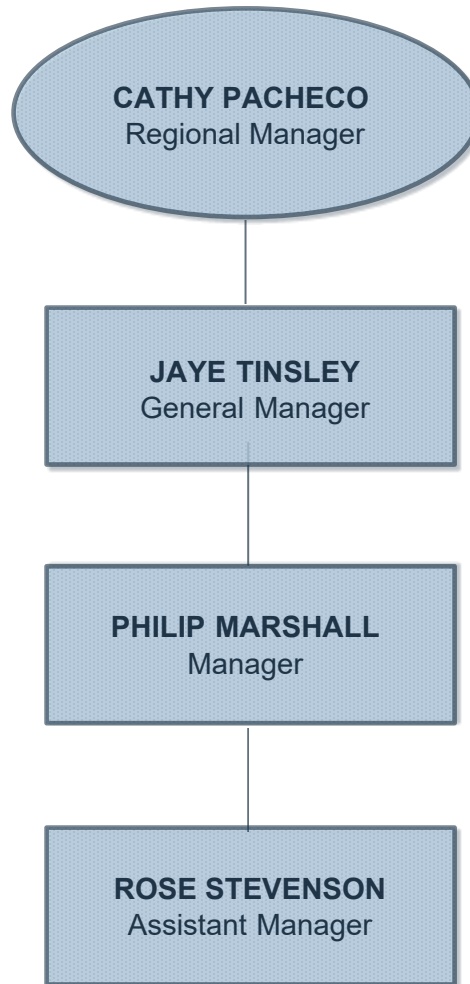 CATHY PACHECO
Regional Manager
JAYE TINSLEY
General Manager
PHILIP MARSHALL
Manager
ROSE STEVENSON
Assistant Manager